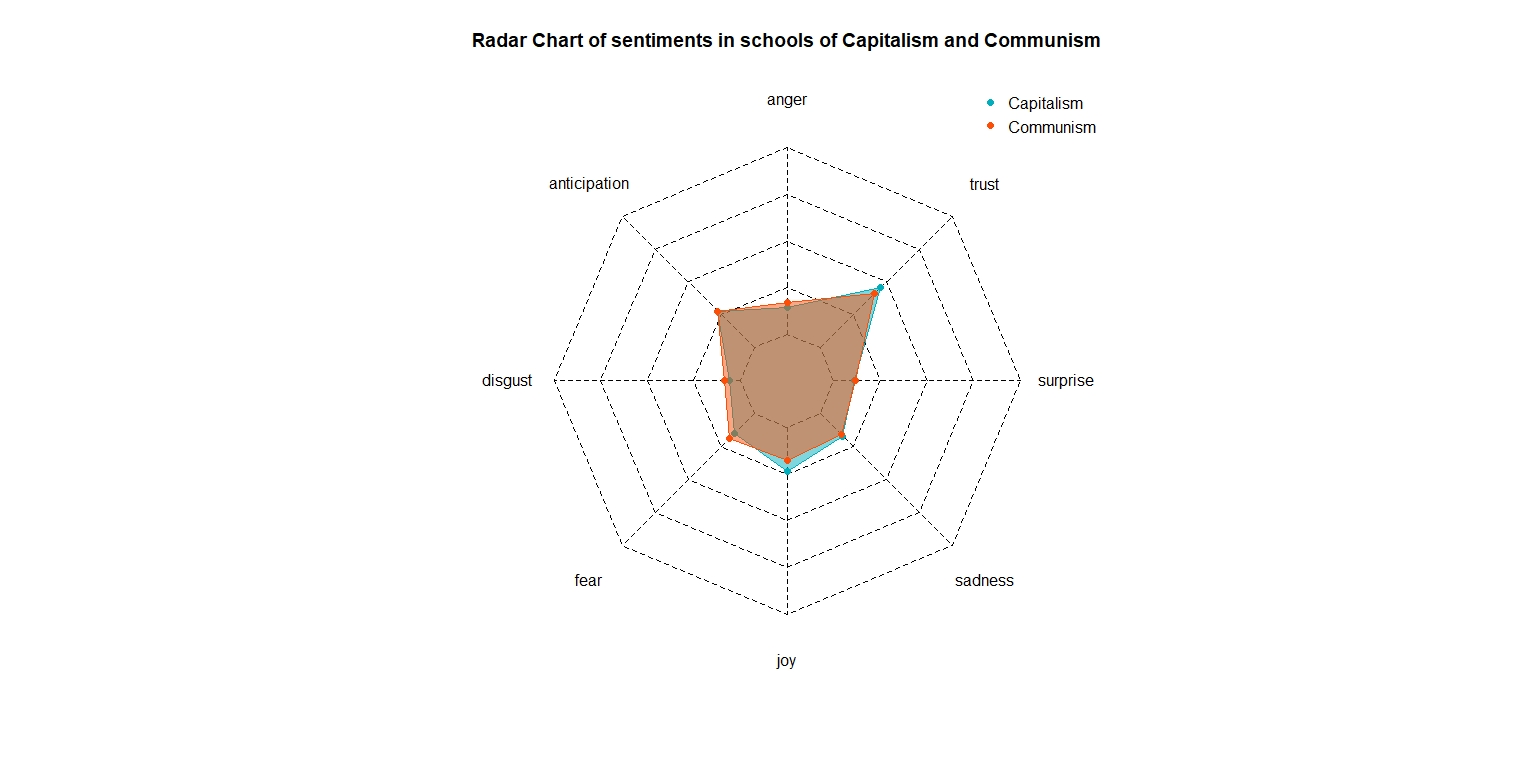 Radar Chart of sentiments in schools of Capitalism and Communism
anger
Capitalism
Communism
anticipation
trust
disgust
surprise
fear
sadness
joy